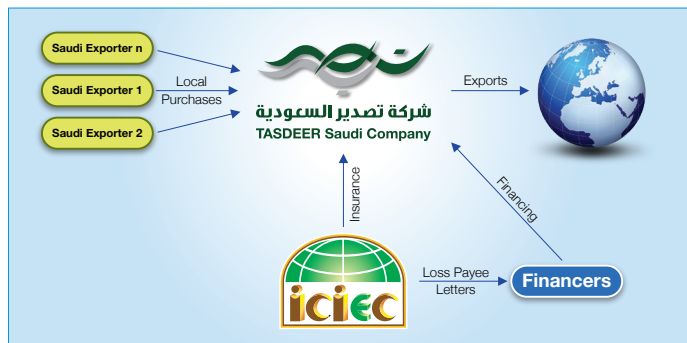 Saudi Exporter n
Saudi Exporter 1
Saudi Exporter 2
Local
Purchases
تصدير
شركة تصدير السعودية
TASDEER Saudi Company
Exports
Insurance
Financing
ICIEC
Loss Payee
Letters
Financers